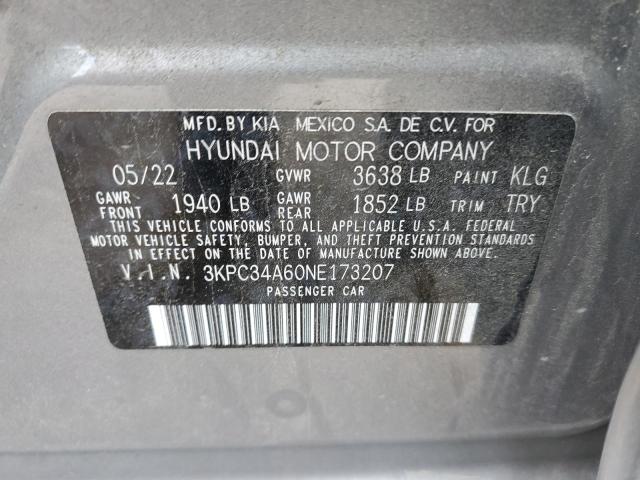 MFD. BY KIA MEXICO S.A. DE C.V. FOR
HYUNDAI MOTOR COMPANY
05/22 GVWR 3638 LB PAINT KLG
GAWR FRONT 1940 LB GAWR REAR 1852 LB TRIM TRY
THIS VEHICLE CONFORMS TO ALL APPLICABLE U.S.A. FEDERAL
MOTOR VEHICLE SAFETY, BUMPER, AND THEFT PREVENTION STANDARDS
IN EFFECT ON THE DATE OF MANUFACTURE SHOWN ABOVE.
V.I.N. 3KPC34A60NE173207
PASSENGER CAR